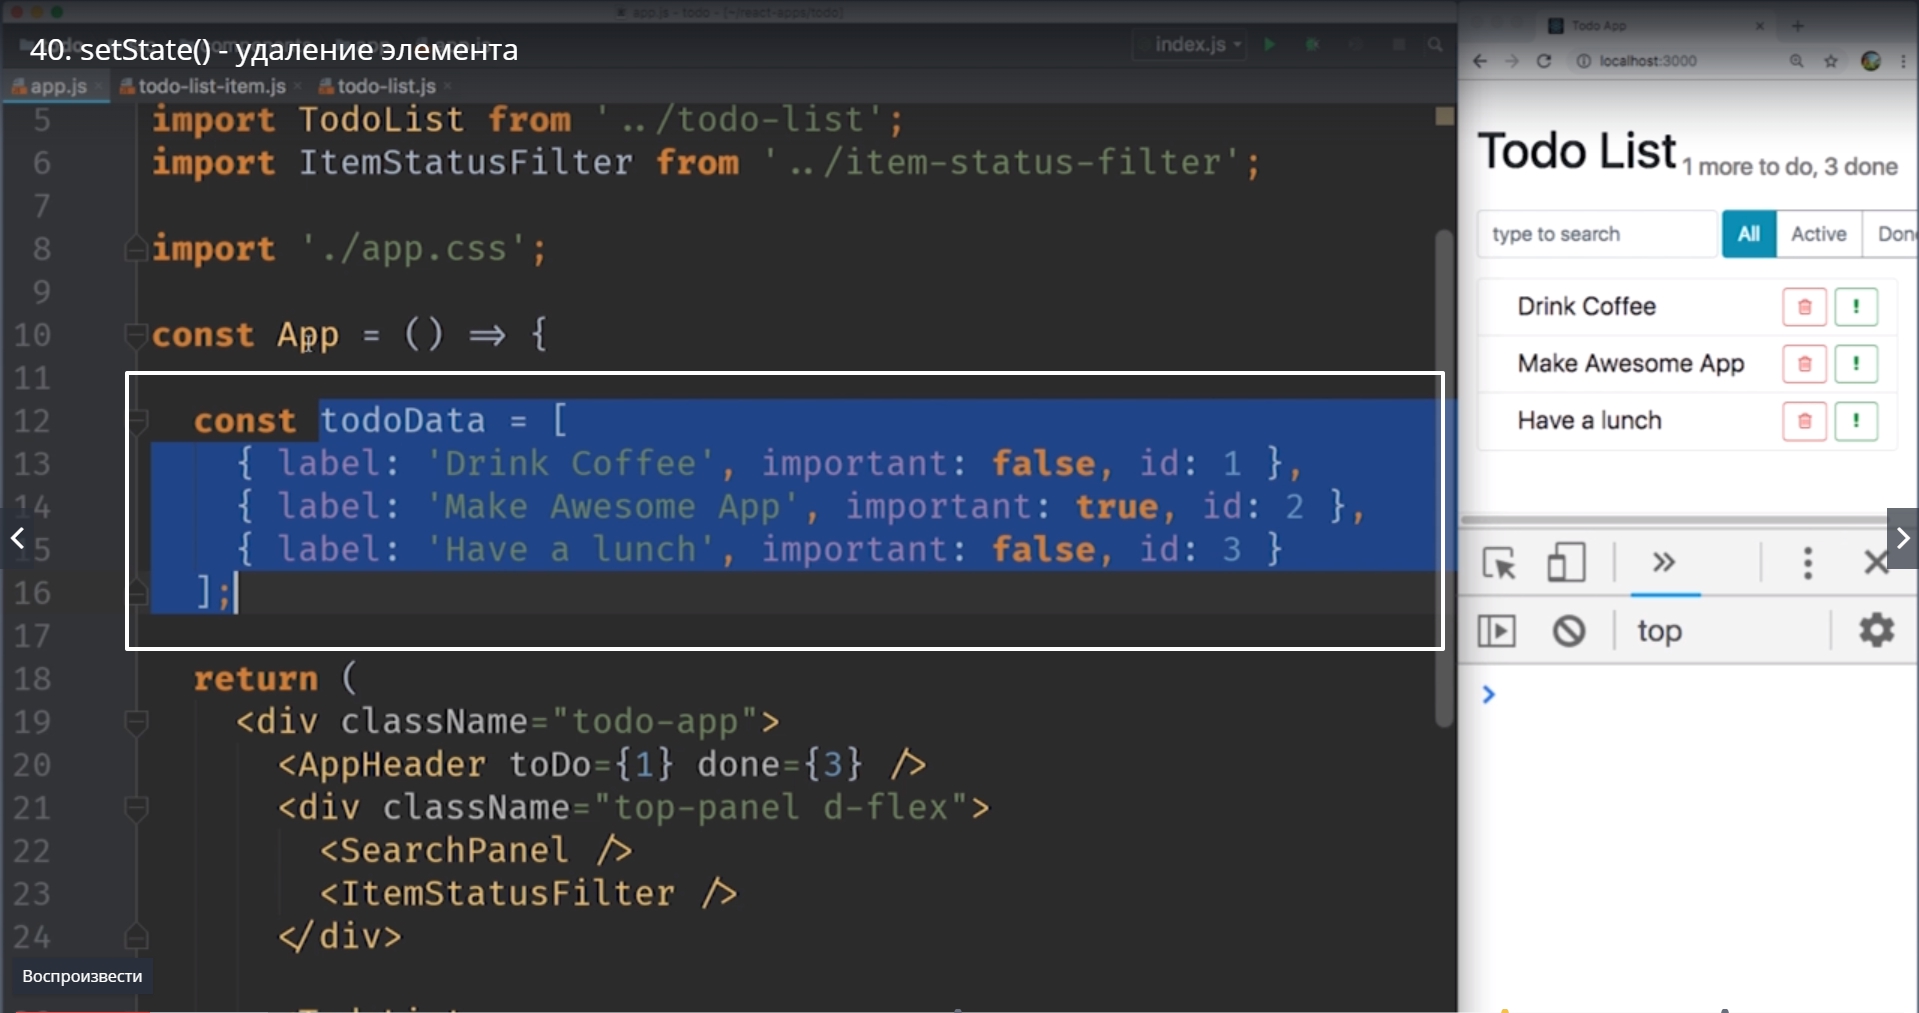 app.js - todo - [~/react-apps/todo]
40. setState() - удаление элемента
index.js
app.js
todo-list-item.js
todo-list.js
5 import TodoList from '../todo-list';
6 import ItemStatusFilter from '../item-status-filter';
7
8 import './app.css';
9
10 const App = () => {
11
12 const todoData = [
13 { label: 'Drink Coffee', important: false, id: 1 },
14 { label: 'Make Awesome App', important: true, id: 2 },
15 { label: 'Have a lunch', important: false, id: 3 }
16 ];
17
18 return (
19 <div className="todo-app">
20 <AppHeader toDo={1} done={3} />
21 <div className="top-panel d-flex">
22 <SearchPanel />
23 <ItemStatusFilter />
24 </div>
Воспроизвести
Todo App
localhost:3000
Todo List 1 more to do, 3 done
type to search All Active Done
Drink Coffee
Make Awesome App
Have a lunch
top